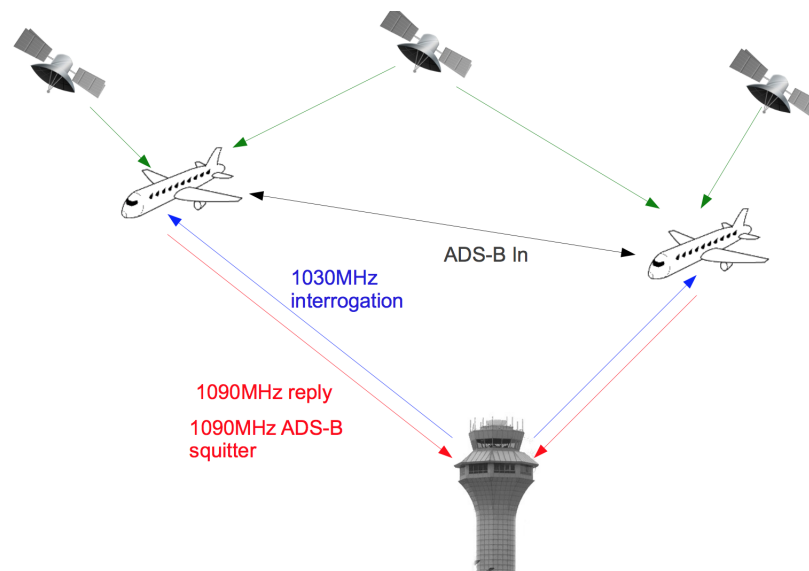 ADS-B In
1030MHz
interrogation
1090MHz reply
1090MHz ADS-B
squitter